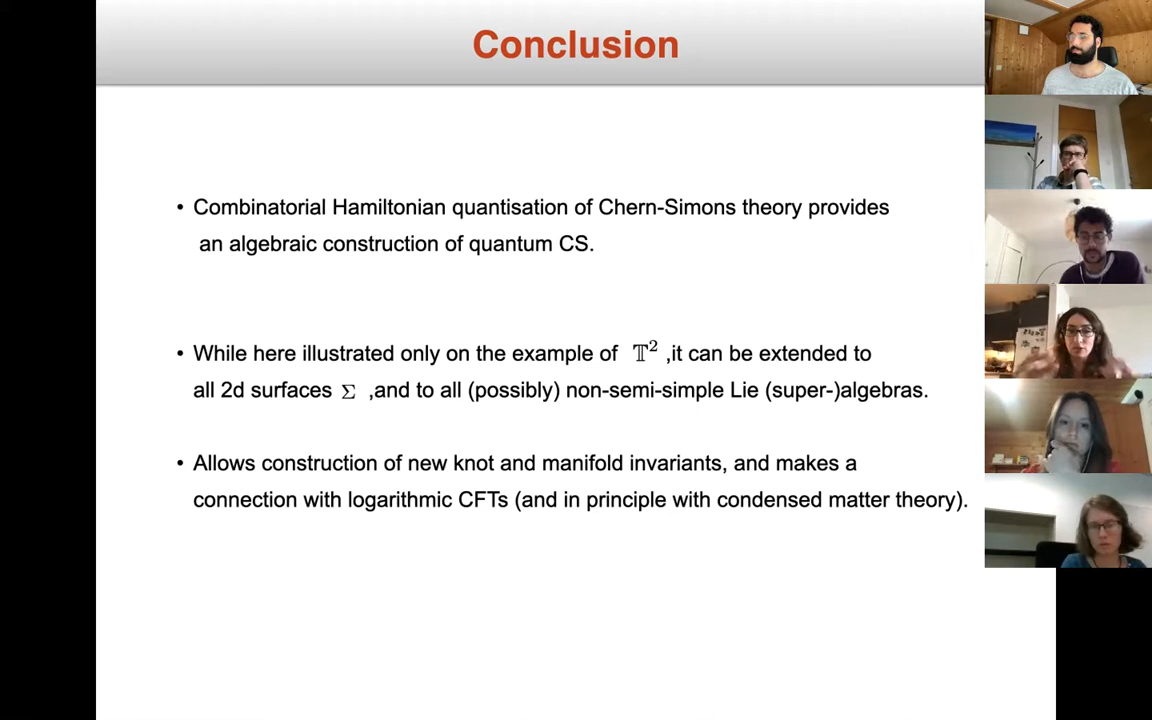 Conclusion
• Combinatorial Hamiltonian quantisation of Chern-Simons theory provides
an algebraic construction of quantum CS.
• While here illustrated only on the example of 𝕋² ,it can be extended to
all 2d surfaces Σ ,and to all (possibly) non-semi-simple Lie (super-)algebras.
• Allows construction of new knot and manifold invariants, and makes a
connection with logarithmic CFTs (and in principle with condensed matter theory).